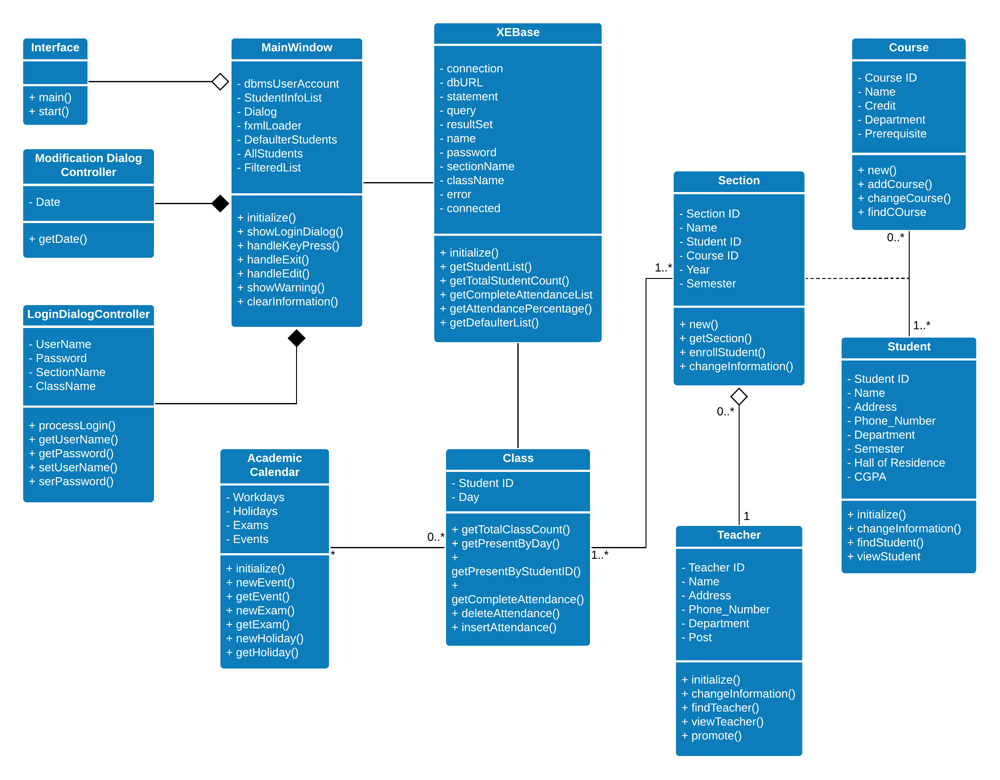 Interface
+ main()
+ start()
Modification Dialog
Controller
- Date
+ getDate()
LoginDialogController
- UserName
- Password
- SectionName
- ClassName
+ processLogin()
+ getUserName()
+ getPassword()
+ setUserName()
+ serPassword()
MainWindow
- dbmsUserAccount
- StudentInfoList
- Dialog
- fxmlLoader
- DefaulterStudents
- AllStudents
- FilteredList
+ initialize()
+ showLoginDialog()
+ handleKeyPress()
+ handleExit()
+ handleEdit()
+ showWarning()
+ clearInformation()
Academic
Calendar
- Workdays
- Holidays
- Exams
- Events
+ initialize()
+ newEvent()
+ getEvent()
+ newExam()
+ getExam()
+ newHoliday()
+ getHoliday()
*
0..*
XEBase
- connection
- dbURL
- statement
- query
- resultSet
- name
- password
- sectionName
- className
- error
- connected
+ initialize()
+ getStudentList()
+ getTotalStudentCount()
+ getCompleteAttendanceList
+ getAttendancePercentage()
+ getDefaulterList()
Class
- Student ID
- Day
+ getTotalClassCount()
+ getPresentByDay()
+
getPresentByStudentID()
+
getCompleteAttendance()
+ deleteAttendance()
+ insertAttendance()
1..*
1..*
Section
- Section ID
- Name
- Student ID
- Course ID
- Year
- Semester
+ new()
+ getSection()
+ enrollStudent()
+ changeInformation()
0..*
1
Teacher
- Teacher ID
- Name
- Address
- Phone_Number
- Department
- Post
+ initialize()
+ changeInformation()
+ findTeacher()
+ viewTeacher()
+ promote()
Course
- Course ID
- Name
- Credit
- Department
- Prerequisite
+ new()
+ addCourse()
+ changeCourse()
+ findCOurse
0..*
1..*
Student
- Student ID
- Name
- Address
- Phone_Number
- Department
- Semester
- Hall of Residence
- CGPA
+ initialize()
+ changeInformation()
+ findStudent()
+ viewStudent